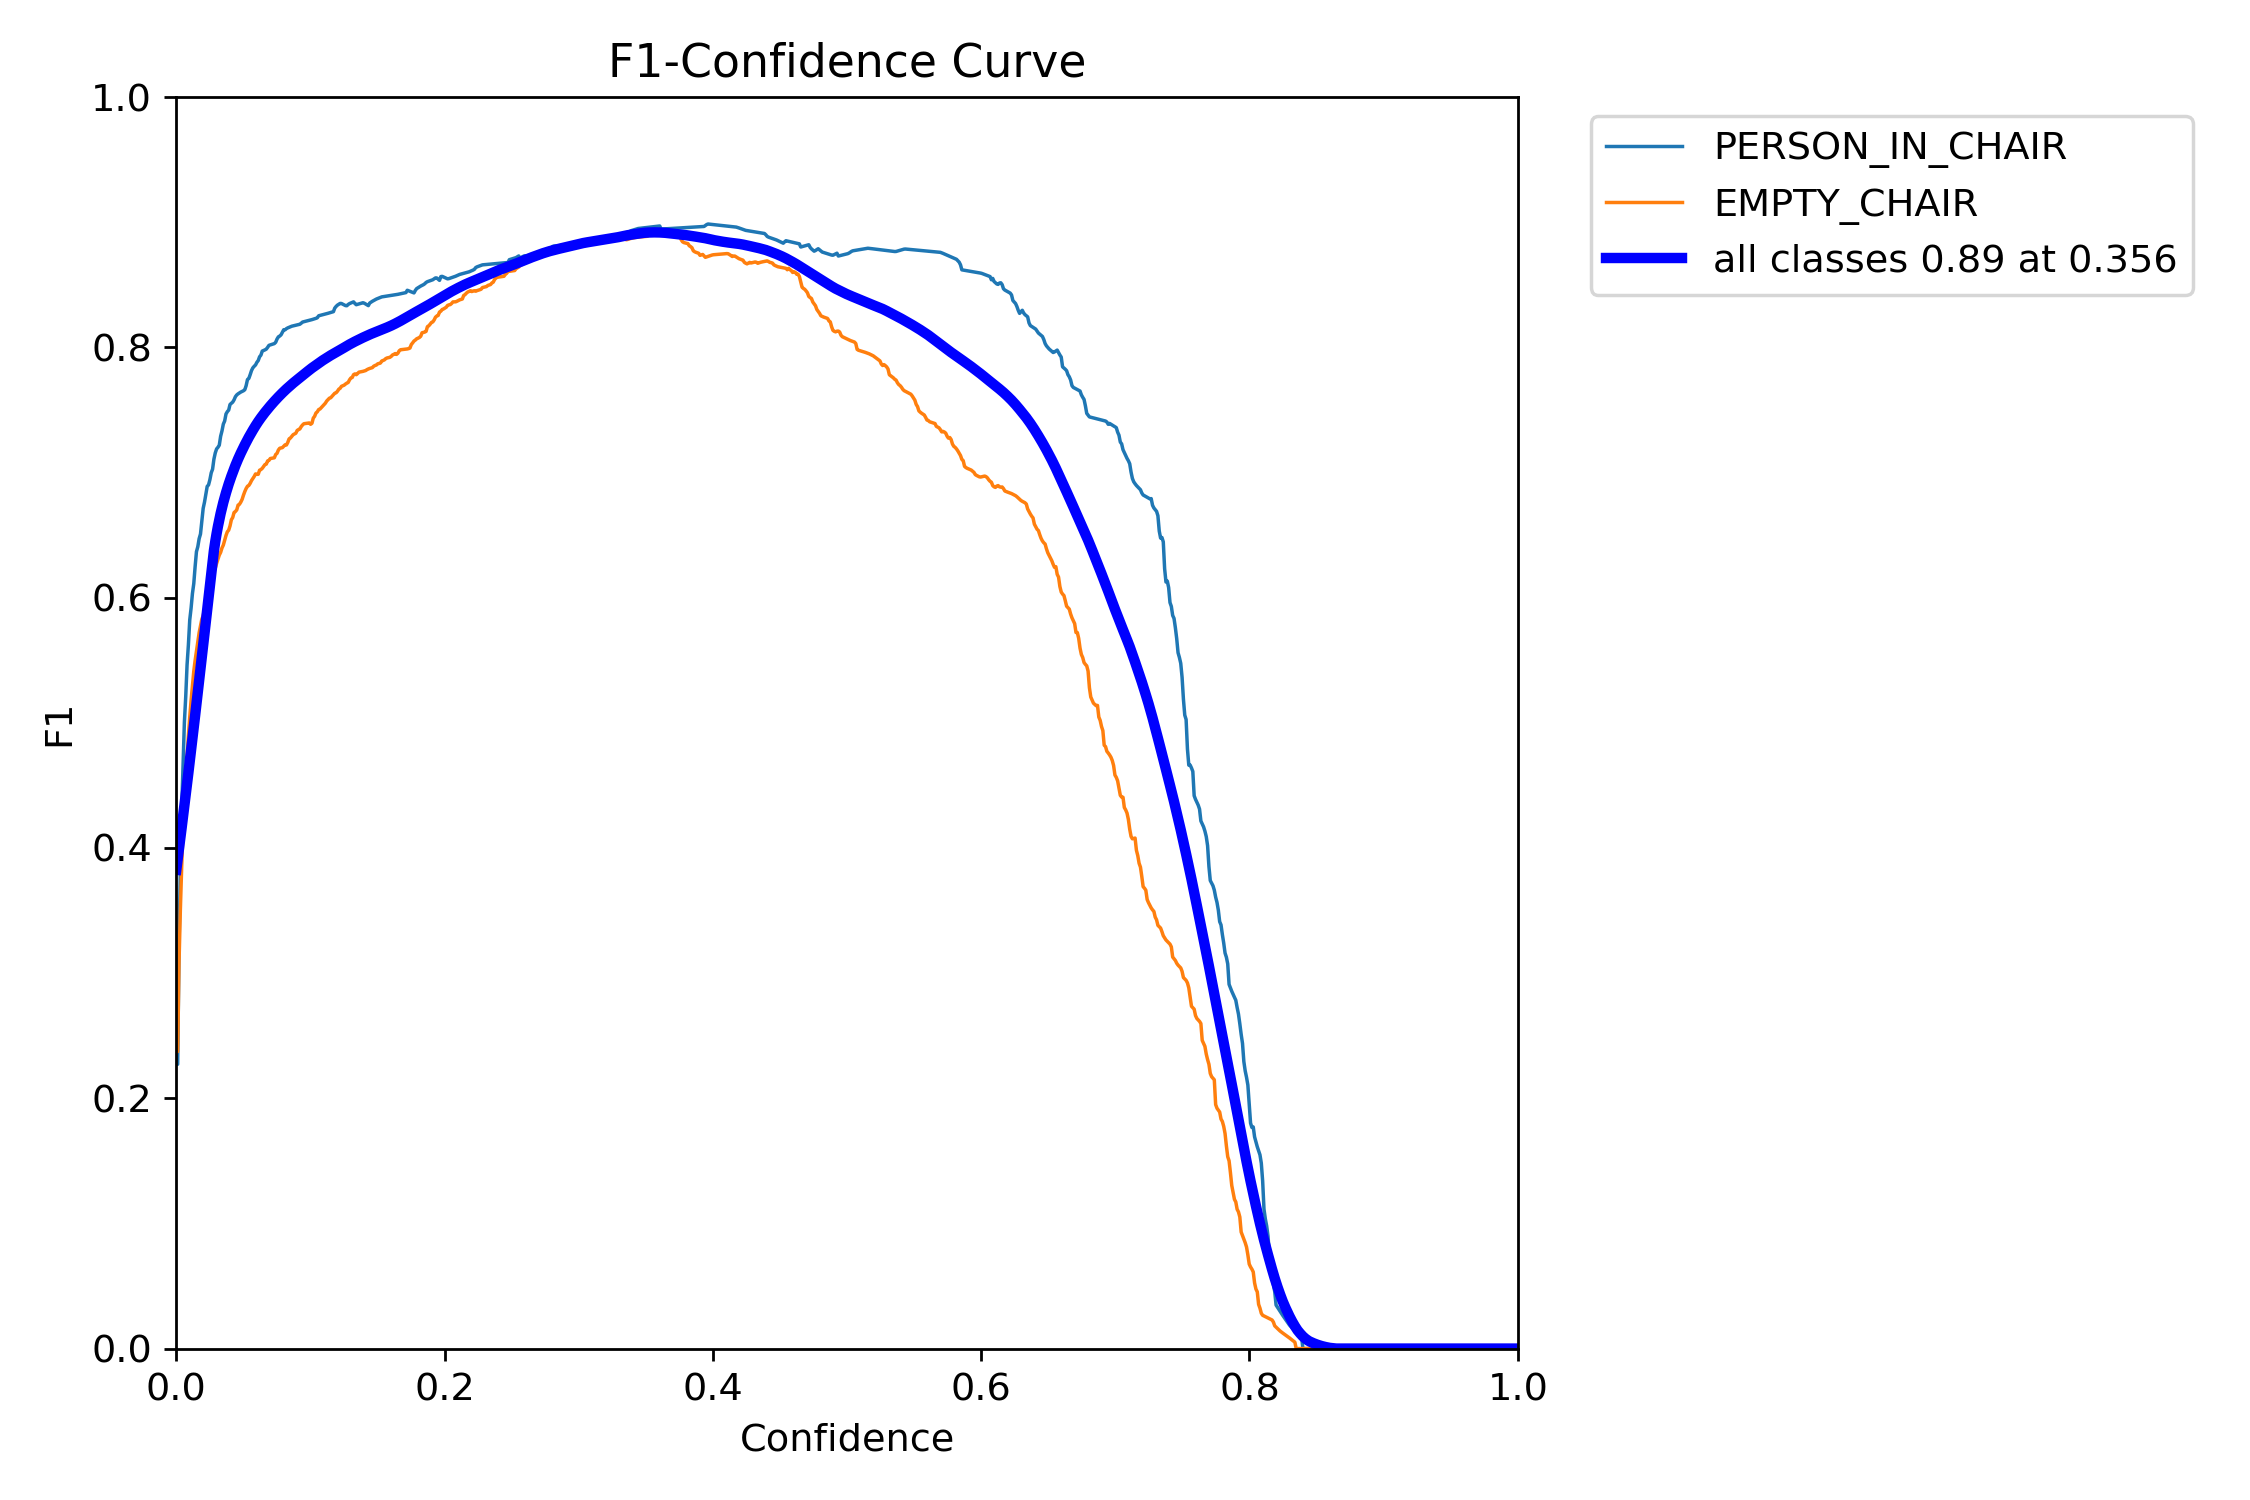 F1-Confidence Curve
1.0
0.8
0.6
0.4
0.2
0.0
F1
0.0 0.2 0.4 0.6 0.8 1.0
Confidence
PERSON_IN_CHAIR
EMPTY_CHAIR
all classes 0.89 at 0.356